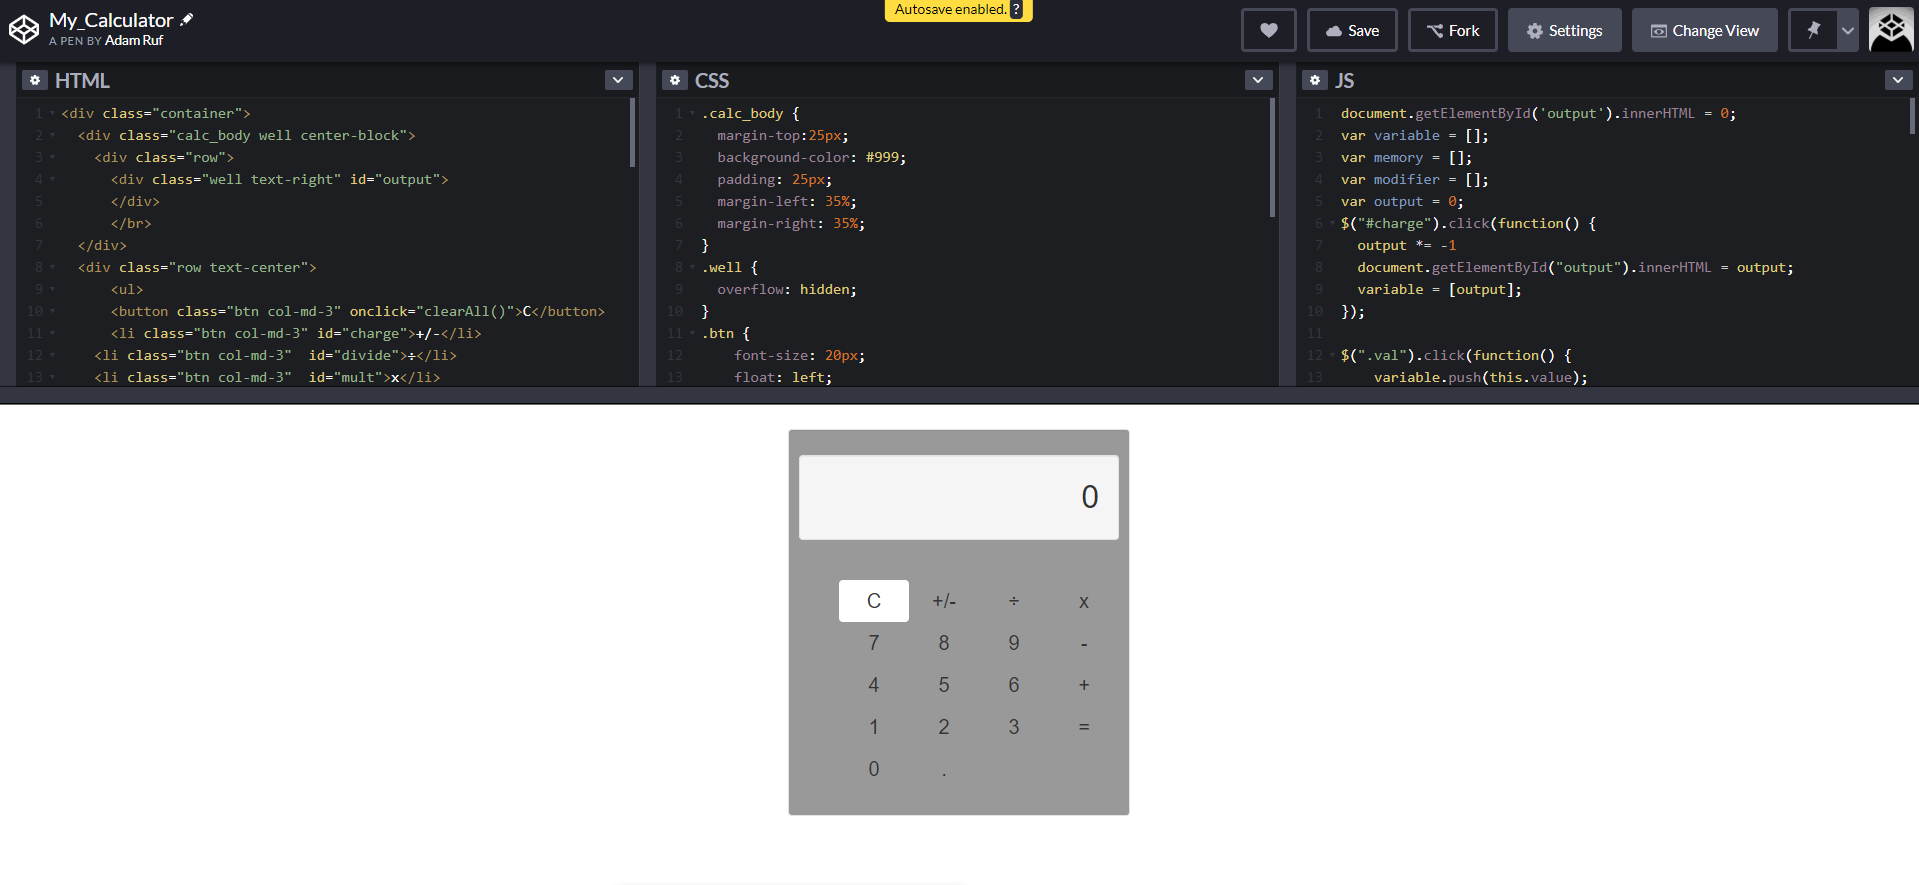 My_Calculator
A PEN BY Adam Ruf
Autosave enabled. ?
Save
Fork
Settings
Change View
HTML
1 <div class="container">
2 <div class="calc_body well center-block">
3 <div class="row">
4 <div class="well text-right" id="output">
5 </div>
6 </br>
7 </div>
8 <div class="row text-center">
9 <ul>
10 <button class="btn col-md-3" onclick="clearAll()">C</button>
11 <li class="btn col-md-3" id="charge">+/-</li>
12 <li class="btn col-md-3"  id="divide">÷</li>
13 <li class="btn col-md-3"  id="mult">x</li>
CSS
1 .calc_body {
2 margin-top:25px;
3 background-color: #999;
4 padding: 25px;
5 margin-left: 35%;
6 margin-right: 35%;
7 }
8 .well {
9 overflow: hidden;
10 }
11 .btn {
12 font-size: 20px;
13 float: left;
JS
1 document.getElementById('output').innerHTML = 0;
2 var variable = [];
3 var memory = [];
4 var modifier = [];
5 var output = 0;
6 $("#charge").click(function() {
7 output *= -1
8 document.getElementById("output").innerHTML = output;
9 variable = [output];
10 });
11
12 $(".val").click(function() {
13 variable.push(this.value);
0
C +/- ÷ x
7 8 9 -
4 5 6 +
1 2 3 =
0 .